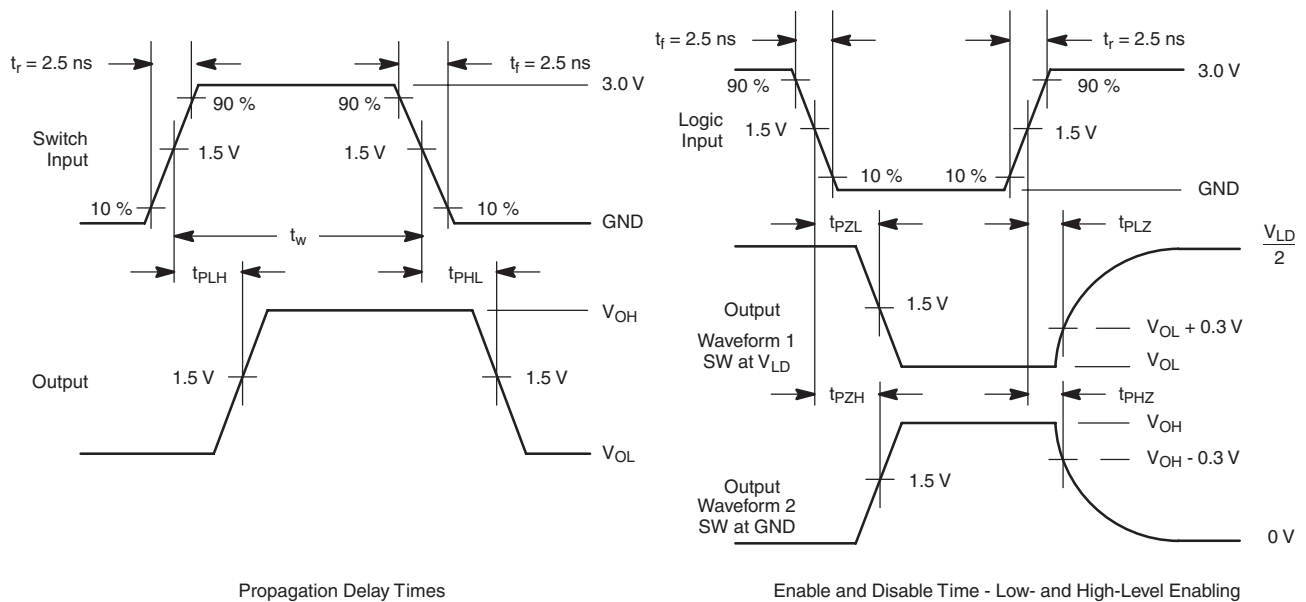 tr = 2.5 ns
tf = 2.5 ns
3.0 V
90 %
90 %
Switch
Input
1.5 V
1.5 V
10 %
10 %
GND
tw
tPLH
tPHL
VOH
Output
1.5 V
1.5 V
VOL
Propagation Delay Times
tf = 2.5 ns
tr = 2.5 ns
3.0 V
90 %
90 %
Logic
Input
1.5 V
1.5 V
10 %
10 %
GND
tPZL
tPLZ
VLD
2
Output
Waveform 1
SW at VLD
1.5 V
VOL + 0.3 V
VOL
tPZH
tPHZ
VOH
VOH - 0.3 V
Output
Waveform 2
SW at GND
1.5 V
0 V
Enable and Disable Time - Low- and High-Level Enabling